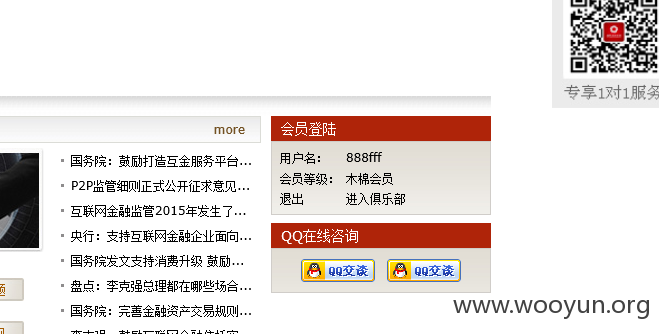 专享1对1服务
more
国务院：鼓励打造互金服务平台...
P2P监管细则正式公开征求意见...
互联网金融监管2015年发生了...
央行：支持互联网金融企业面向...
国务院发文支持消费升级 鼓励...
盘点：李克强总理都在哪些场合...
国务院：完善金融资产交易规则...
会员登陆
用户名： 888fff
会员等级： 木棉会员
退出 进入俱乐部
QQ在线咨询
QQ交谈 QQ交谈
题
www.wooyun.org